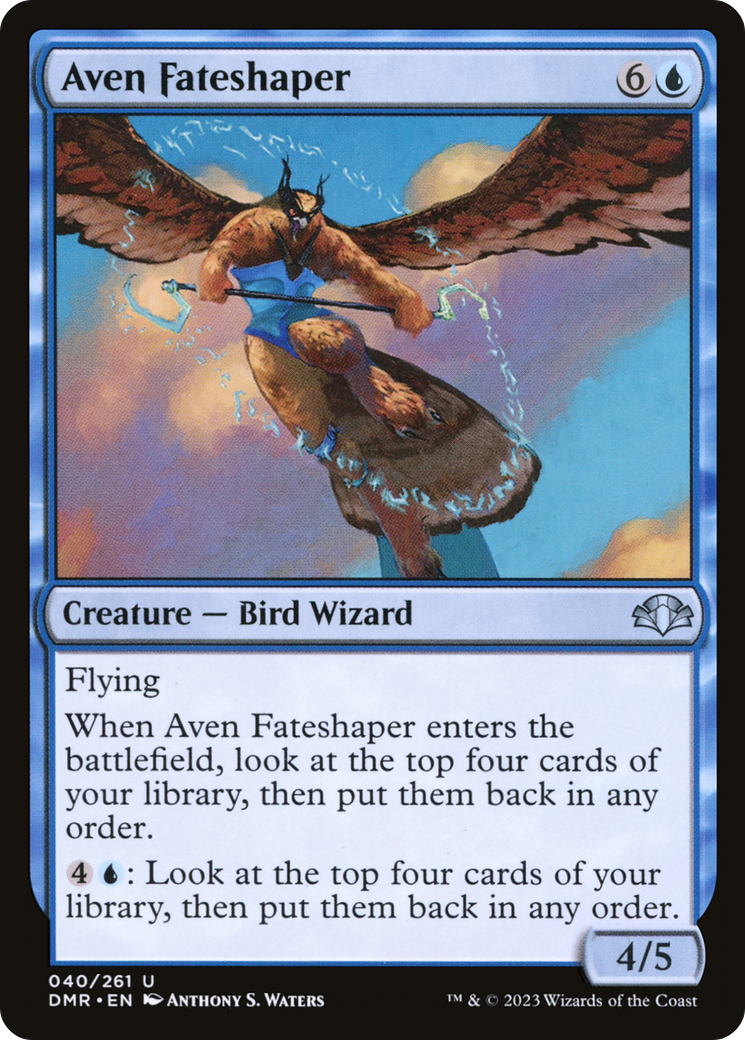 Aven Fateshaper 6
Creature — Bird Wizard
Flying
When Aven Fateshaper enters the
battlefield, look at the top four cards of
your library, then put them back in any
order.
4 : Look at the top four cards of your
library, then put them back in any order.
4/5
040/261 U
DMR • EN Anthony S. Waters
™ & © 2023 Wizards of the Coast